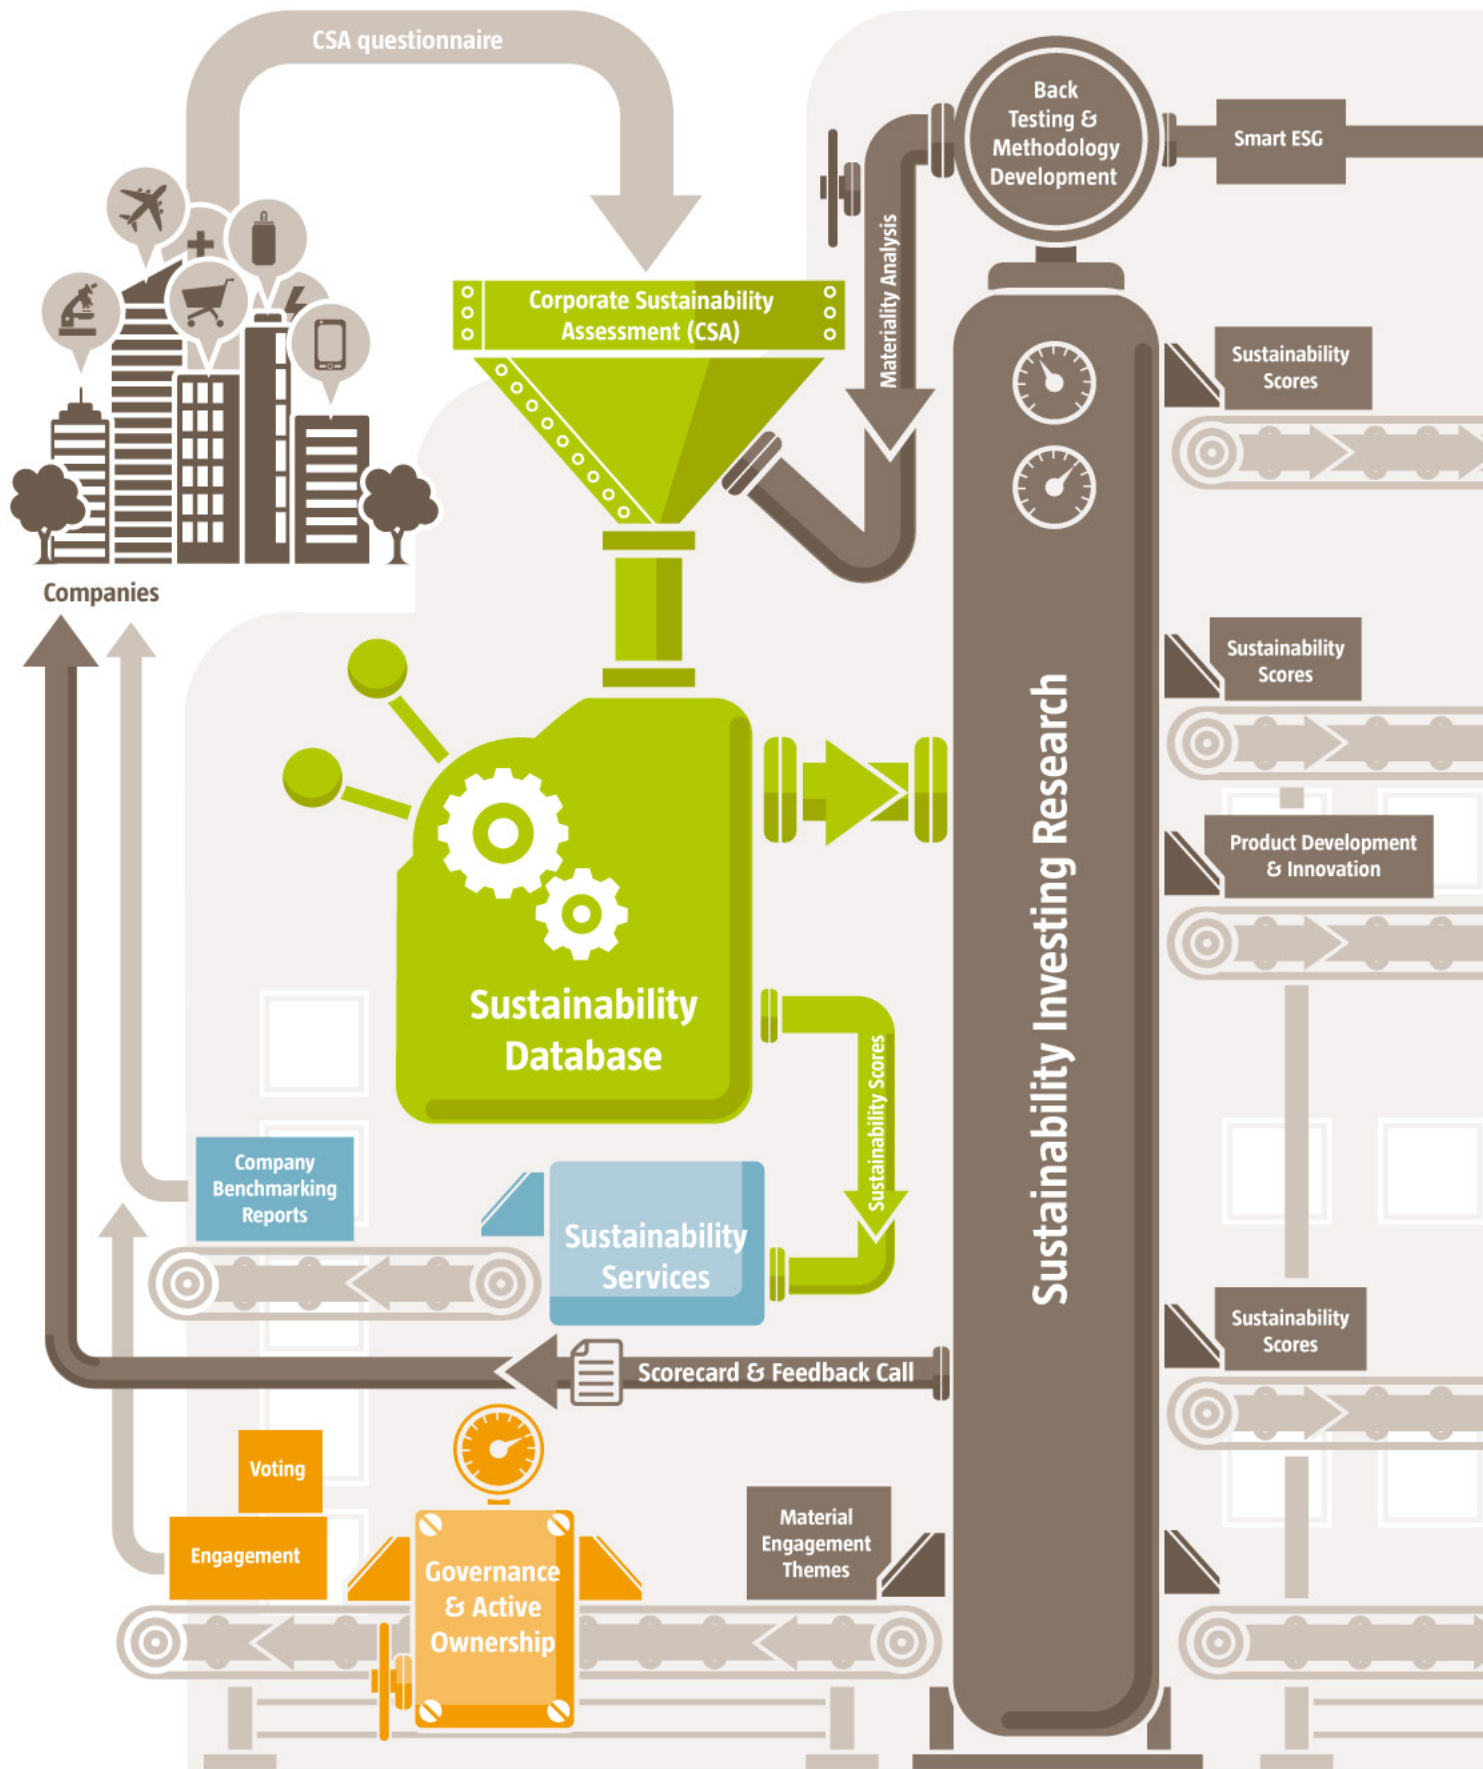 CSA questionnaire
Back
Testing &
Methodology
Development
Smart ESG
Materiality Analysis
Corporate Sustainability
Assessment (CSA)
Sustainability
Scores
Companies
Sustainability
Scores
Sustainability Investing Research
Product Development
& Innovation
Sustainability
Database
Sustainability Scores
Company
Benchmarking
Reports
Sustainability
Services
Sustainability
Scores
Scorecard & Feedback Call
Voting
Engagement
Governance
& Active
Ownership
Material
Engagement
Themes